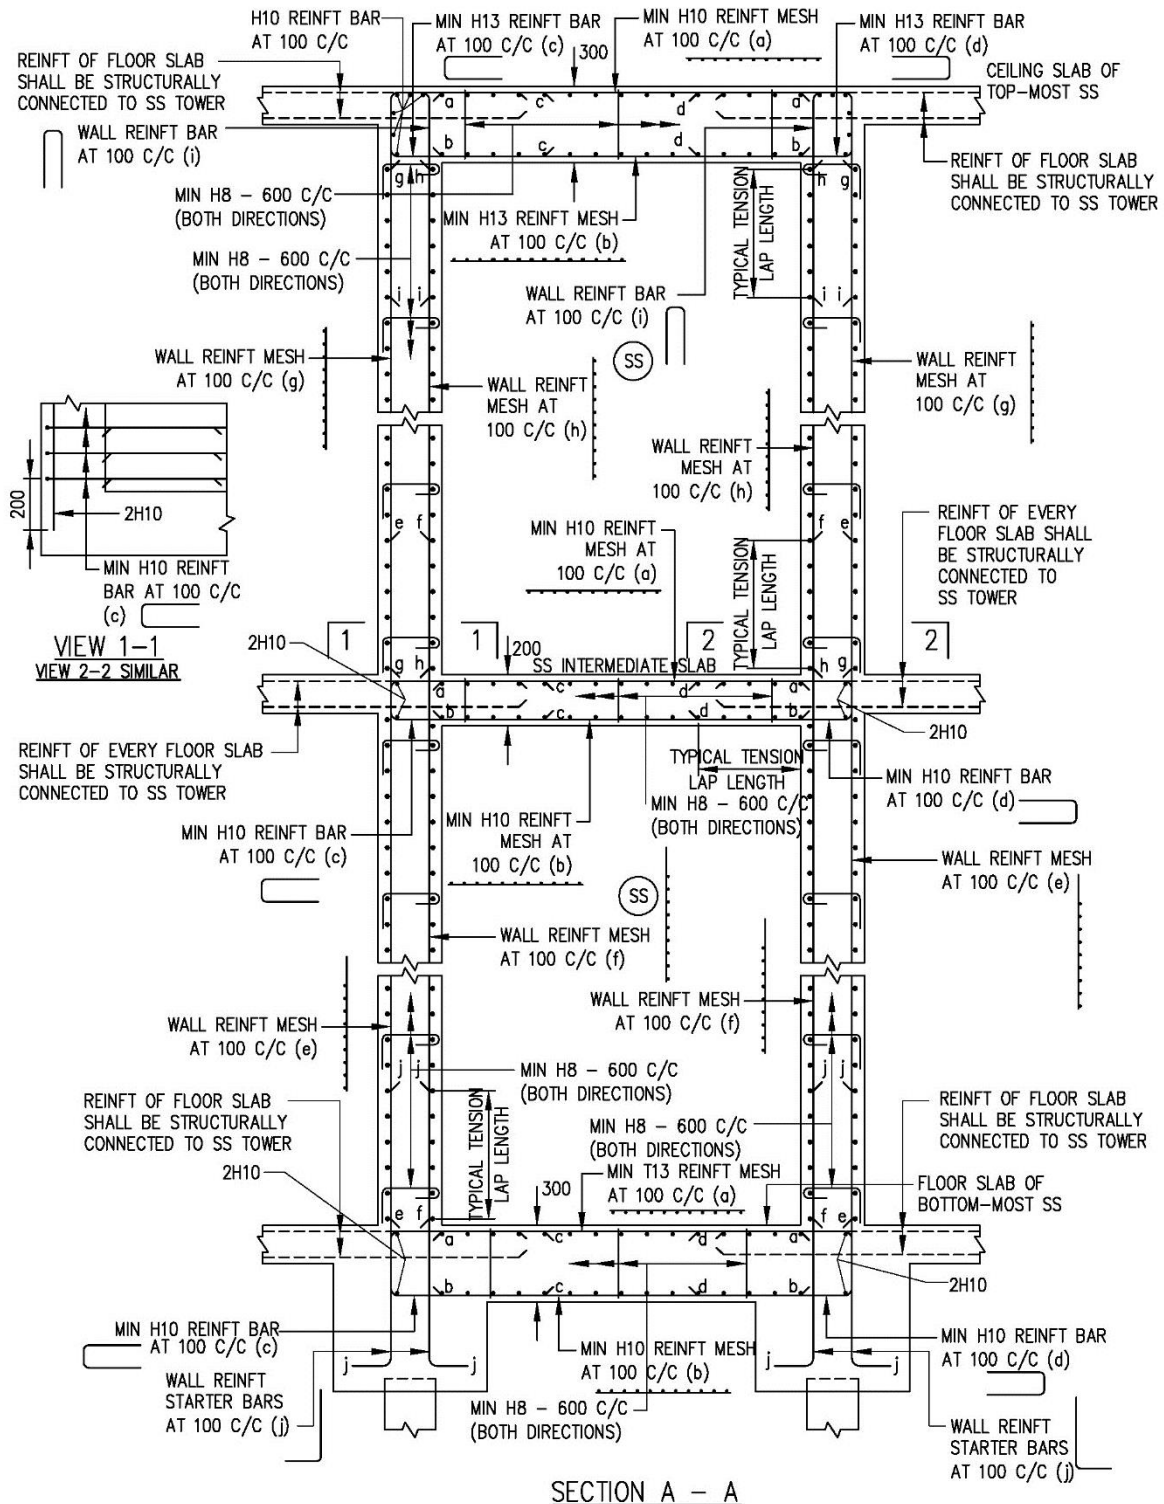 H10 REINFT BAR
AT 100 C/C
MIN H13 REINFT BAR
AT 100 C/C (c)
300
MIN H10 REINFT MESH
AT 100 C/C (a)
MIN H13 REINFT BAR
AT 100 C/C (d)
REINFT OF FLOOR SLAB
SHALL BE STRUCTURALLY
CONNECTED TO SS TOWER
CEILING SLAB OF
TOP-MOST SS
a c d a
WALL REINFT BAR
AT 100 C/C (i)
b c d b
g h
h g
REINFT OF FLOOR SLAB
SHALL BE STRUCTURALLY
CONNECTED TO SS TOWER
MIN H8 - 600 C/C
(BOTH DIRECTIONS)
MIN H13 REINFT MESH
AT 100 C/C (b)
TYPICAL TENSION
LAP LENGTH
MIN H8 - 600 C/C
(BOTH DIRECTIONS)
i i
WALL REINFT BAR
AT 100 C/C (i)
i i
WALL REINFT MESH
AT 100 C/C (g)
SS
WALL REINFT
MESH AT
100 C/C (h)
WALL REINFT
MESH AT
100 C/C (g)
WALL REINFT
MESH AT
100 C/C (h)
200
2H10
MIN H10 REINFT
BAR AT 100 C/C
(c)
VIEW 1-1
VIEW 2-2 SIMILAR
e f
MIN H10 REINFT
MESH AT
100 C/C (a)
TYPICAL TENSION
LAP LENGTH
f e
REINFT OF EVERY
FLOOR SLAB SHALL
BE STRUCTURALLY
CONNECTED TO
SS TOWER
2H10
1 1
200
2 2
g h
SS INTERMEDIATE SLAB
h g
a c d a
b c d b
2H10
REINFT OF EVERY FLOOR SLAB
SHALL BE STRUCTURALLY
CONNECTED TO SS TOWER
TYPICAL TENSION
LAP LENGTH
MIN H8 - 600 C/C
(BOTH DIRECTIONS)
MIN H10 REINFT BAR
AT 100 C/C (d)
MIN H10 REINFT BAR
AT 100 C/C (c)
MIN H10 REINFT
MESH AT
100 C/C (b)
WALL REINFT MESH
AT 100 C/C (e)
SS
WALL REINFT MESH
AT 100 C/C (f)
WALL REINFT MESH
AT 100 C/C (f)
WALL REINFT MESH
AT 100 C/C (e)
j j
j j
MIN H8 - 600 C/C
(BOTH DIRECTIONS)
REINFT OF FLOOR SLAB
SHALL BE STRUCTURALLY
CONNECTED TO SS TOWER
TYPICAL TENSION
LAP LENGTH
MIN H8 - 600 C/C
(BOTH DIRECTIONS)
REINFT OF FLOOR SLAB
SHALL BE STRUCTURALLY
CONNECTED TO SS TOWER
2H10
MIN T13 REINFT MESH
AT 100 C/C (a)
300
FLOOR SLAB OF
BOTTOM-MOST SS
e f
f e
a c d a
b c d b
2H10
MIN H10 REINFT BAR
AT 100 C/C (c)
MIN H10 REINFT MESH
AT 100 C/C (b)
MIN H10 REINFT BAR
AT 100 C/C (d)
j j
j j
WALL REINFT
STARTER BARS
AT 100 C/C (j)
MIN H8 - 600 C/C
(BOTH DIRECTIONS)
WALL REINFT
STARTER BARS
AT 100 C/C (j)
SECTION A - A